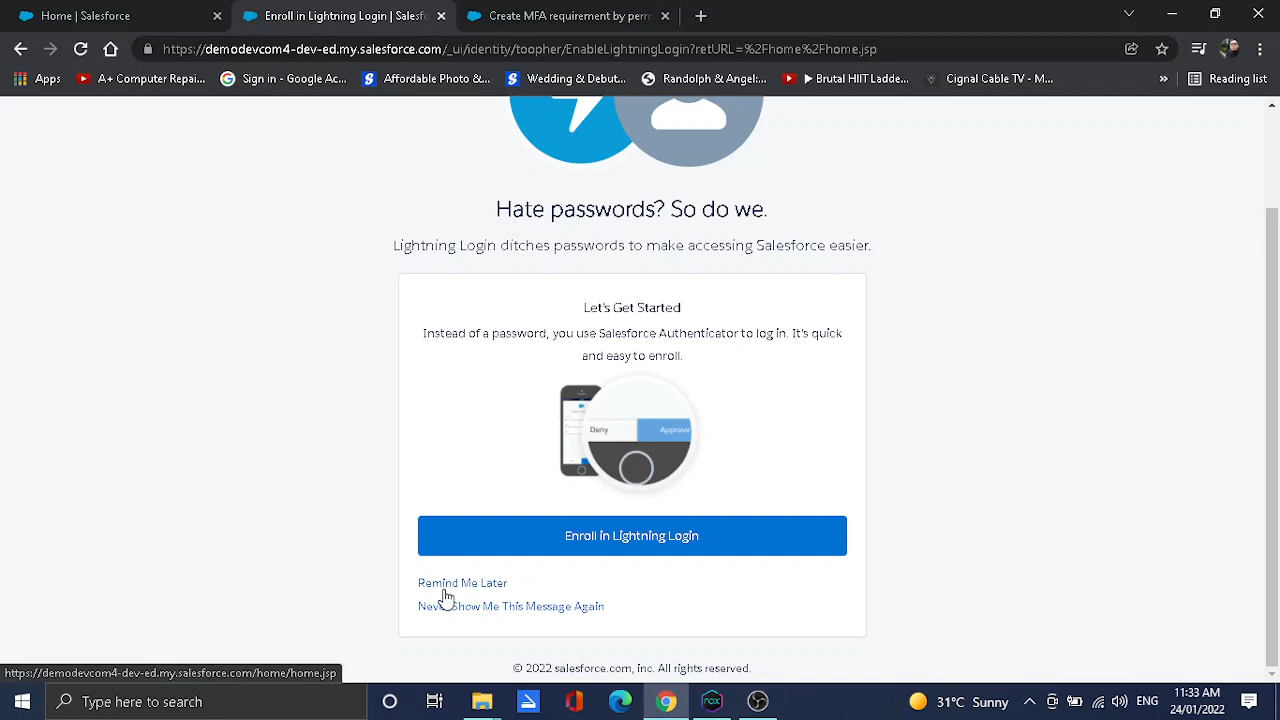 Home | Salesforce
Enroll in Lightning Login | Salesf
Create MFA requirement by perm
https://demodevcom4-dev-ed.my.salesforce.com/_ui/identity/toopher/EnableLightningLogin?retURL=%2Fhome%2Fhome.jsp
Apps
A+ Computer Repai...
Sign in - Google Ac...
Affordable Photo &...
Wedding & Debut...
Randolph & Angel:...
▶ Brutal HIIT Ladde...
Cignal Cable TV - M...
»
Reading list
Hate passwords? So do we.
Lightning Login ditches passwords to make accessing Salesforce easier.
Let's Get Started
Instead of a password, you use Salesforce Authenticator to log in. It's quick
and easy to enroll.
Deny
Approve
Enroll in Lightning Login
Remind Me Later
Never Show Me This Message Again
© 2022 salesforce.com, inc. All rights reserved.
https://demodevcom4-dev-ed.my.salesforce.com/home/home.jsp
Type here to search
nox
31°C Sunny
ENG
11:33 AM
24/01/2022